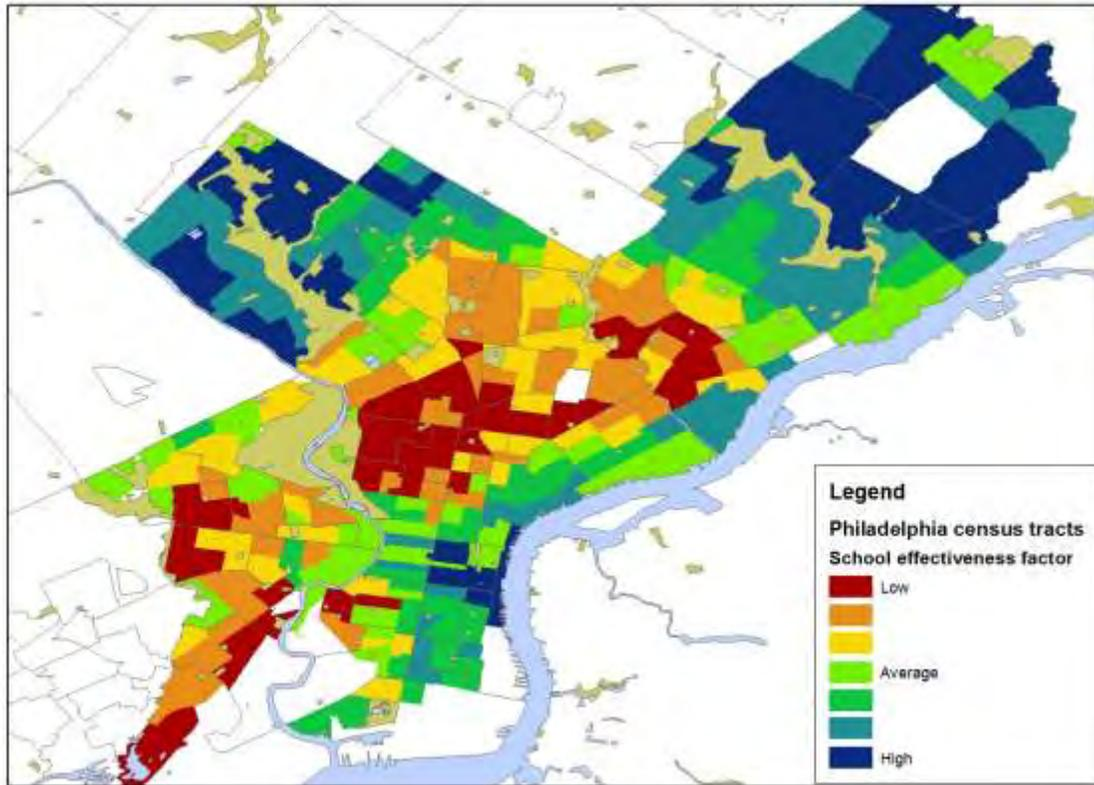 Legend
Philadelphia census tracts
School effectiveness factor
Low
Average
High